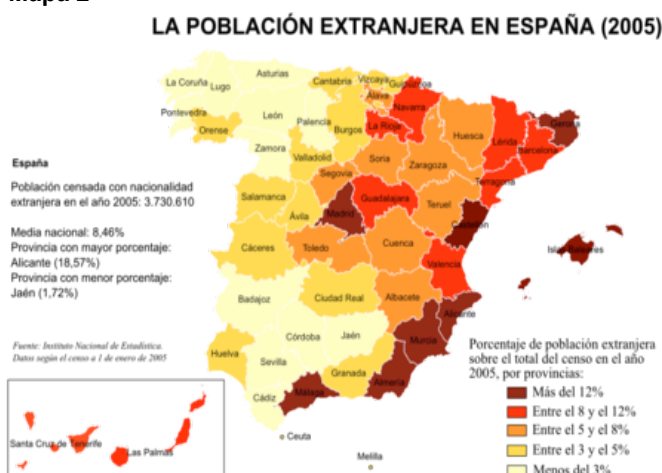 LA POBLACIÓN EXTRANJERA EN ESPAÑA (2005)
La Coruña
Lugo
Asturias
Cantabria
Vizcaya
Guipúzcoa
Álava
Navarra
Pontevedra
Orense
León
Palencia
Burgos
La Rioja
Huesca
Lérida
Gerona
Barcelona
Zamora
Valladolid
Soria
Zaragoza
Tarragona
Segovia
Salamanca
Ávila
Madrid
Guadalajara
Teruel
Castellón
Cáceres
Toledo
Cuenca
Valencia
Islas Baleares
Badajoz
Ciudad Real
Albacete
Alicante
Córdoba
Jaén
Murcia
Huelva
Sevilla
Granada
Almería
Cádiz
Málaga
Ceuta
Melilla
España
Población censada con nacionalidad
extranjera en el año 2005: 3.730.610
Media nacional: 8,46%
Provincia con mayor porcentaje:
Alicante (18,57%)
Provincia con menor porcentaje:
Jaén (1,72%)
Fuente: Instituto Nacional de Estadística.
Datos según el censo a 1 de enero de 2005
Santa Cruz de Tenerife
Las Palmas
Porcentaje de población extranjera
sobre el total del censo en el año
2005, por provincias:
Más del 12%
Entre el 8 y el 12%
Entre el 5 y el 8%
Entre el 3 y el 5%
Menos del 3%